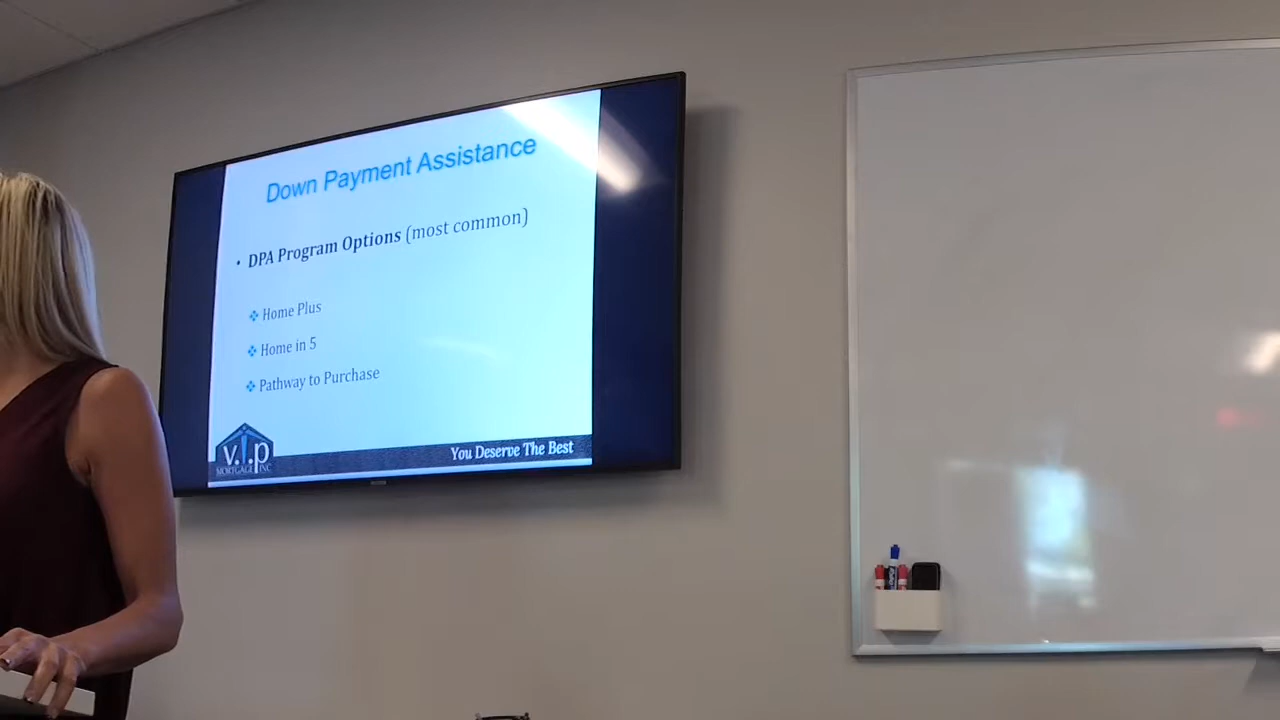 Down Payment Assistance
• DPA Program Options (most common)
Home Plus
Home in 5
Pathway to Purchase
v.i.p
MORTGAGE INC
You Deserve The Best